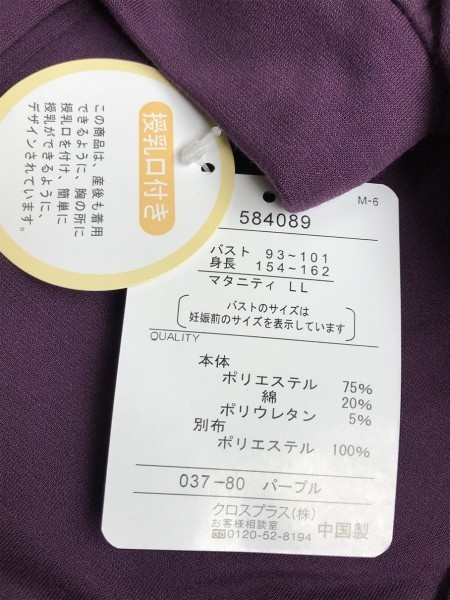 授乳口付き
この商品は、産後も着用
できるように、胸の所に
授乳口を付け、簡単に
授乳ができるように、
デザインされています。
M-6
584089
バスト 93~101
身長 154~162
マタニティ LL
バストのサイズは
妊娠前のサイズを表示しています
QUALITY
本体
ポリエステル 75%
綿 20%
ポリウレタン 5%
別布
ポリエステル 100%
037-80 パープル
クロスプラス(株)
お客様相談室
0120-52-8194
中国製